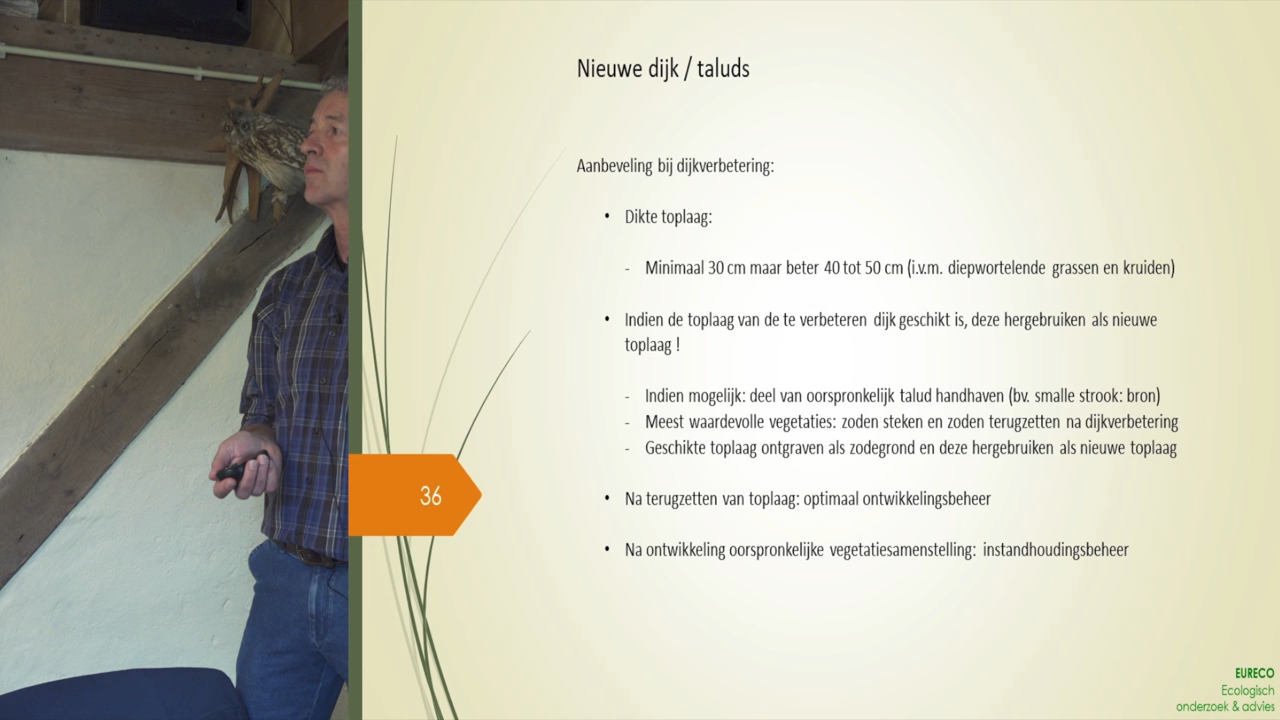 Nieuwe dijk / taluds
Aanbeveling bij dijkverbetering:
• Dikte toplaag:
- Minimaal 30 cm maar beter 40 tot 50 cm (i.v.m. diepwortelende grassen en kruiden)
• Indien de toplaag van de te verbeteren dijk geschikt is, deze hergebruiken als nieuwe
toplaag !
- Indien mogelijk: deel van oorspronkelijk talud handhaven (bv. smalle strook: bron)
- Meest waardevolle vegetaties: zoden steken en zoden terugzetten na dijkverbetering
- Geschikte toplaag ontgraven als zodegrond en deze hergebruiken als nieuwe toplaag
36
• Na terugzetten van toplaag: optimaal ontwikkelingsbeheer
• Na ontwikkeling oorspronkelijke vegetatiesamenstelling: instandhoudingsbeheer
EURECO
Ecologisch
onderzoek & advies